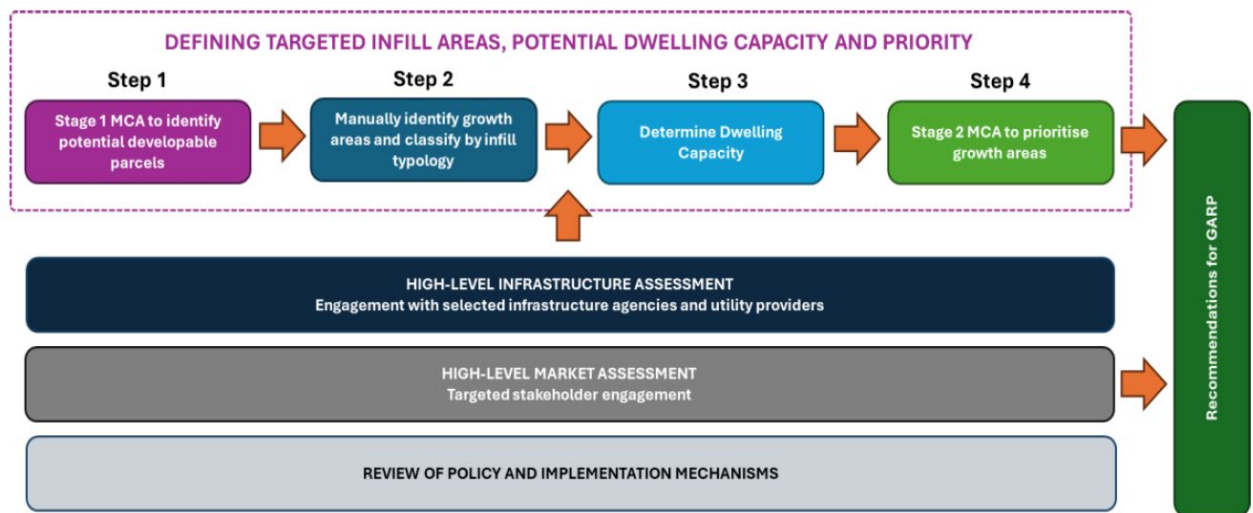 DEFINING TARGETED INFILL AREAS, POTENTIAL DWELLING CAPACITY AND PRIORITY
Step 1
Stage 1 MCA to identify
potential developable
parcels
Step 2
Manually identify growth
areas and classify by infill
typology
Step 3
Determine Dwelling
Capacity
Step 4
Stage 2 MCA to prioritise
growth areas
HIGH-LEVEL INFRASTRUCTURE ASSESSMENT
Engagement with selected infrastructure agencies and utility providers
HIGH-LEVEL MARKET ASSESSMENT
Targeted stakeholder engagement
REVIEW OF POLICY AND IMPLEMENTATION MECHANISMS
Recommendations for GARP